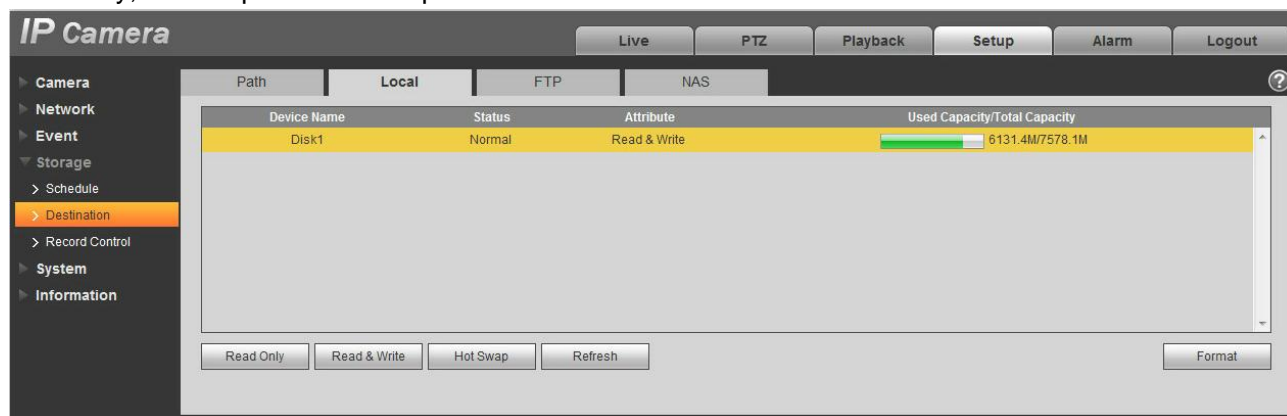 IP Camera
Live PTZ Playback Setup Alarm Logout
Camera
Network
Event
Storage
Schedule
Destination
Record Control
System
Information
Path Local FTP NAS
?
Device Name Status Attribute Used Capacity/Total Capacity
Disk1 Normal Read & Write 6131.4M/7578.1M
Read Only Read & Write Hot Swap Refresh Format